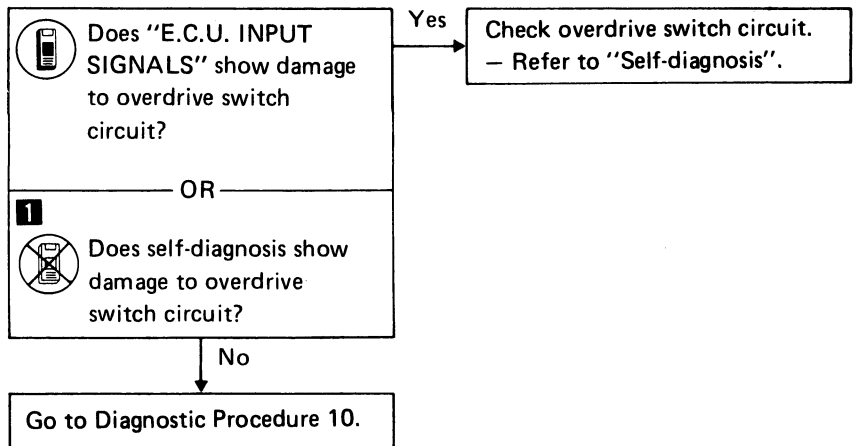 Does "E.C.U. INPUT
SIGNALS" show damage
to overdrive switch
circuit?
Yes
Check overdrive switch circuit.
— Refer to "Self-diagnosis".
OR
1
Does self-diagnosis show
damage to overdrive
switch circuit?
No
Go to Diagnostic Procedure 10.